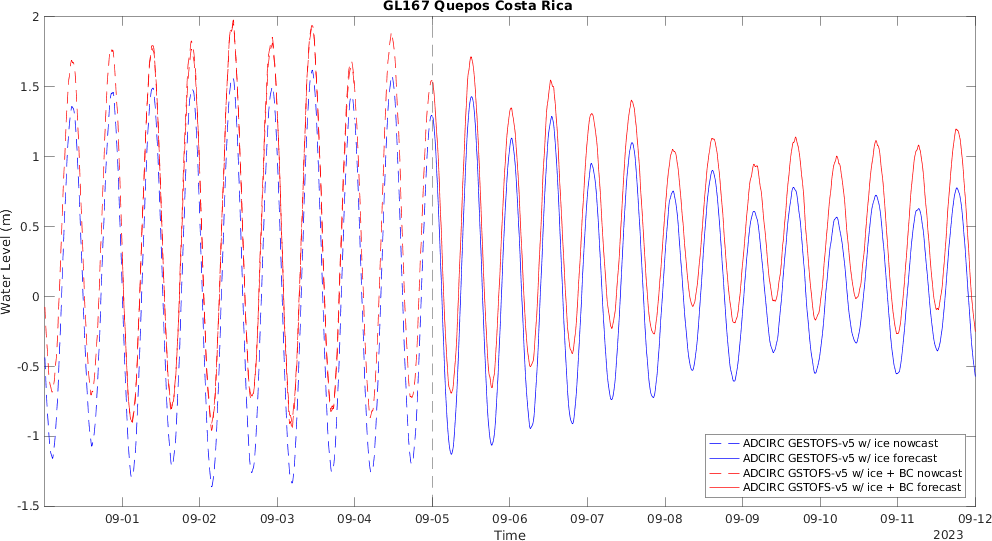 GL167 Quepos Costa Rica
2
1.5
1
0.5
0
-0.5
-1
-1.5
Water Level (m)
ADCIRC GESTOFS-v5 w/ ice nowcast
ADCIRC GESTOFS-v5 w/ ice forecast
ADCIRC GSTOFS-v5 w/ ice + BC nowcast
ADCIRC GSTOFS-v5 w/ ice + BC forecast
09-01 09-02 09-03 09-04 09-05 09-06 09-07 09-08 09-09 09-10 09-11 09-12
Time
2023